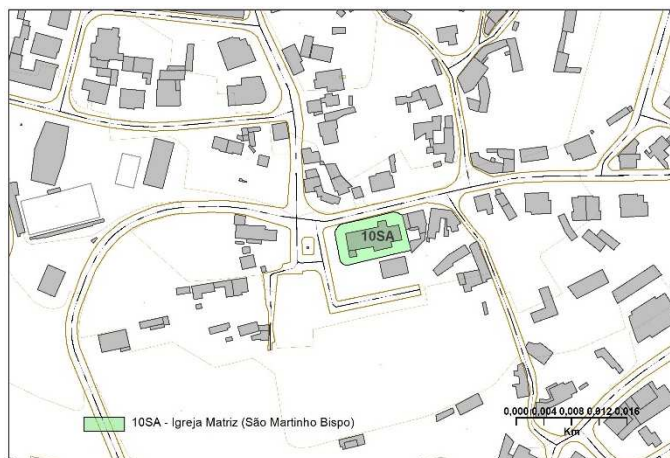 10SA
0,000 0,004 0,008 0,012 0,016
Km
10SA - Igreja Matriz (São Martinho Bispo)